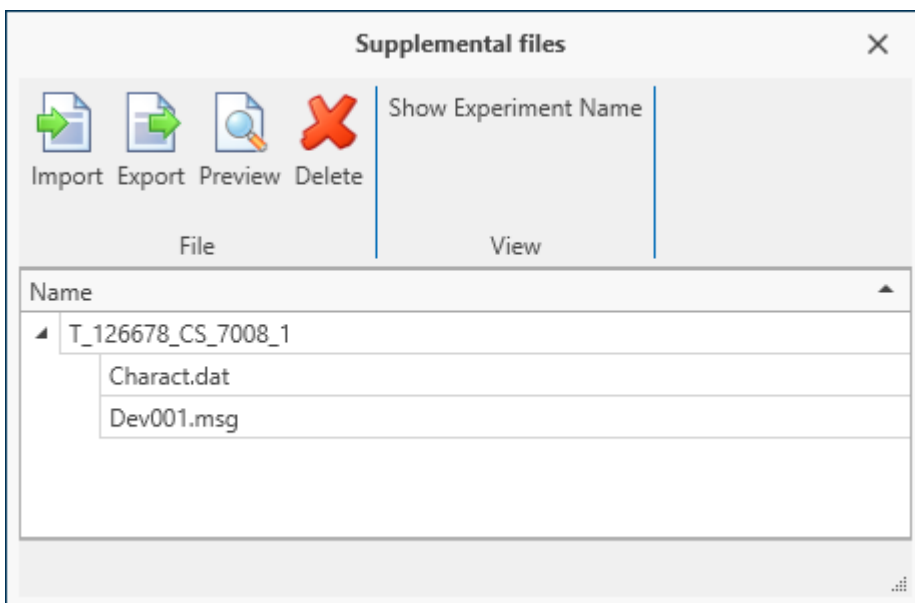 Supplemental files
Import Export Preview Delete
Show Experiment Name
File
View
Name
T_126678_CS_7008_1
Charact.dat
Dev001.msg